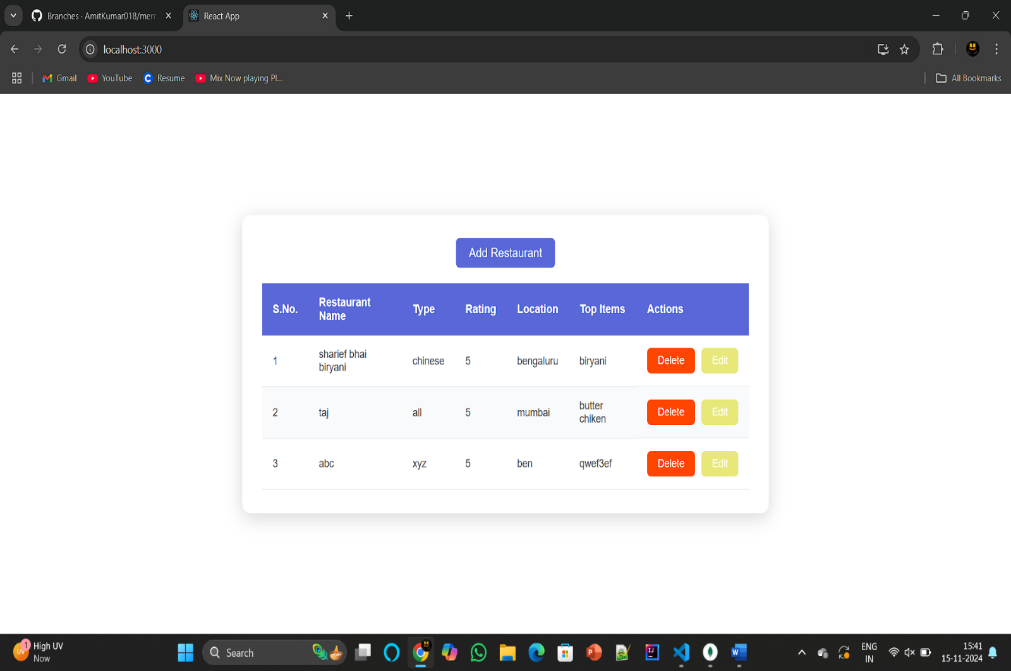 Branches · AmitKumar018/mern
React App
localhost:3000
Gmail
YouTube
Resume
Mix Now playing Pl...
All Bookmarks
Add Restaurant
S.No. Restaurant Name Type Rating Location Top Items Actions
1 sharief bhai biryani chinese 5 bengaluru biryani Delete Edit
2 taj all 5 mumbai butter chiken Delete Edit
3 abc xyz 5 ben qwef3ef Delete Edit
High UV
Now
Search
ENG
IN
15:41
15-11-2024